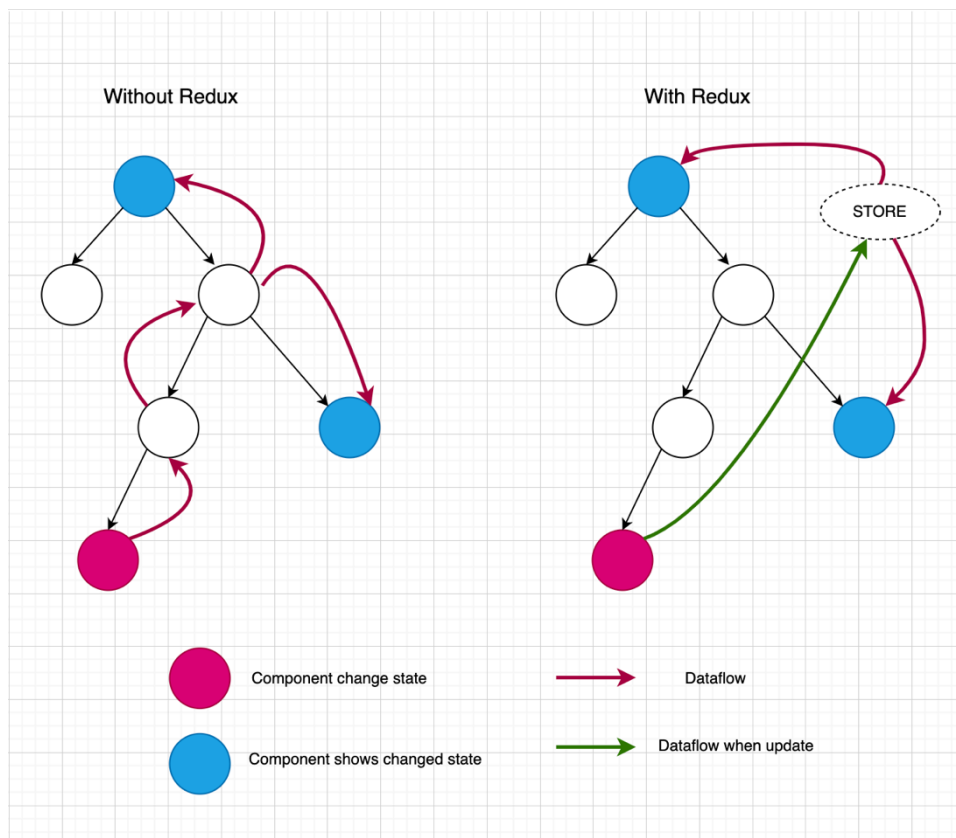 Without Redux
With Redux
STORE
Component change state
Dataflow
Component shows changed state
Dataflow when update